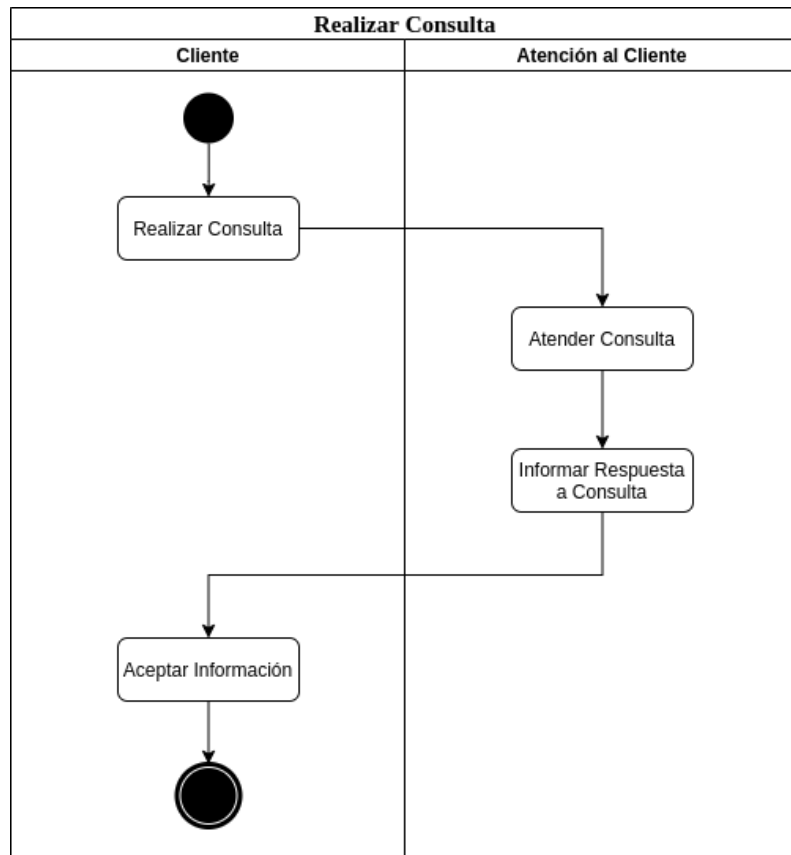 Realizar Consulta
Cliente
Atención al Cliente
Realizar Consulta
Atender Consulta
Informar Respuesta
a Consulta
Aceptar Información